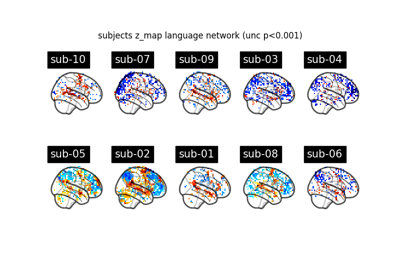 subjects z_map language network (unc p<0.001)
sub-10 sub-07 sub-09 sub-03 sub-04
sub-05 sub-02 sub-01 sub-08 sub-06